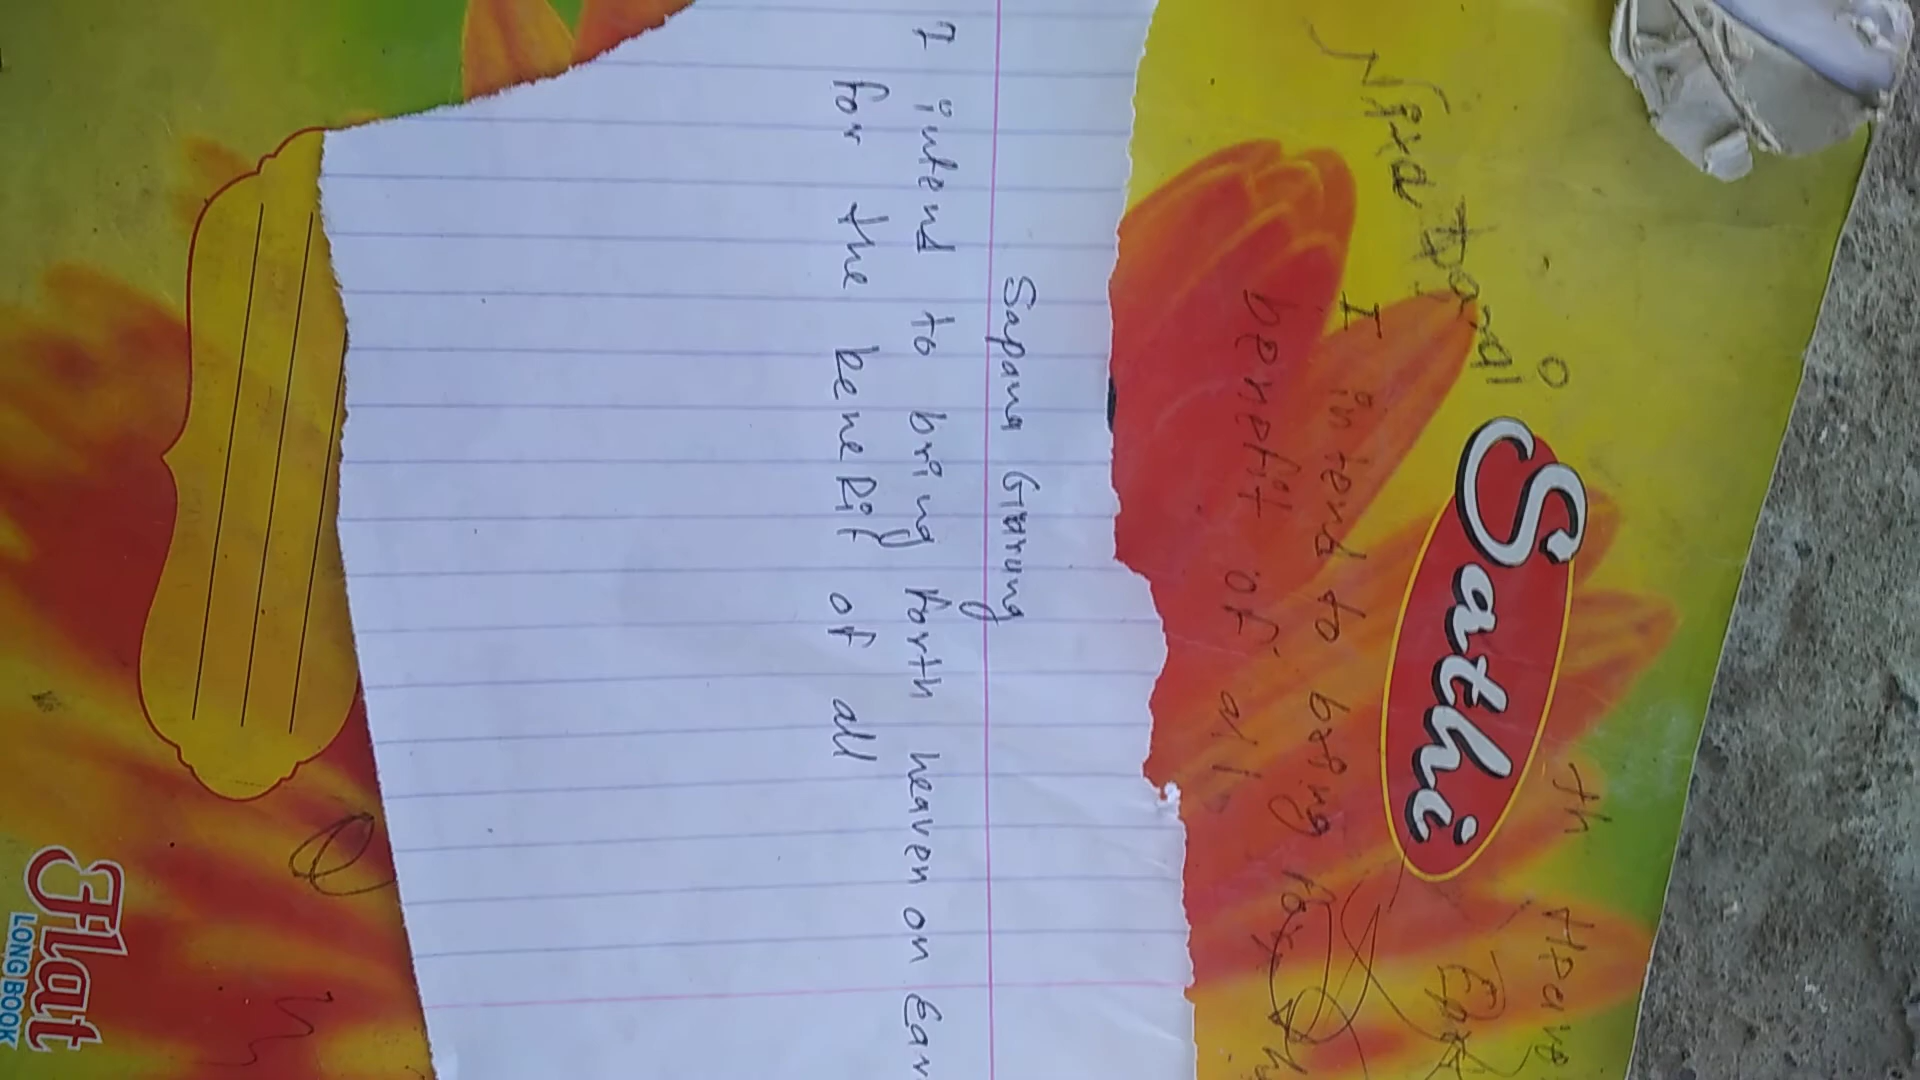 Sathi
I
intend to bring
benefit of all
Sapana Gurung
I intend to bring forth heaven on Ear
for the benefit of all
Flat
LONG BOOK